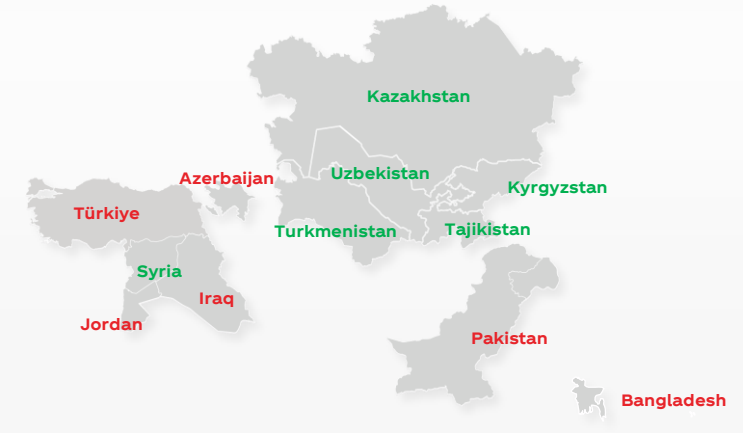 Kazakhstan
Uzbekistan
Azerbaijan
Kyrgyzstan
Türkiye
Turkmenistan
Tajikistan
Syria
Iraq
Jordan
Pakistan
Bangladesh